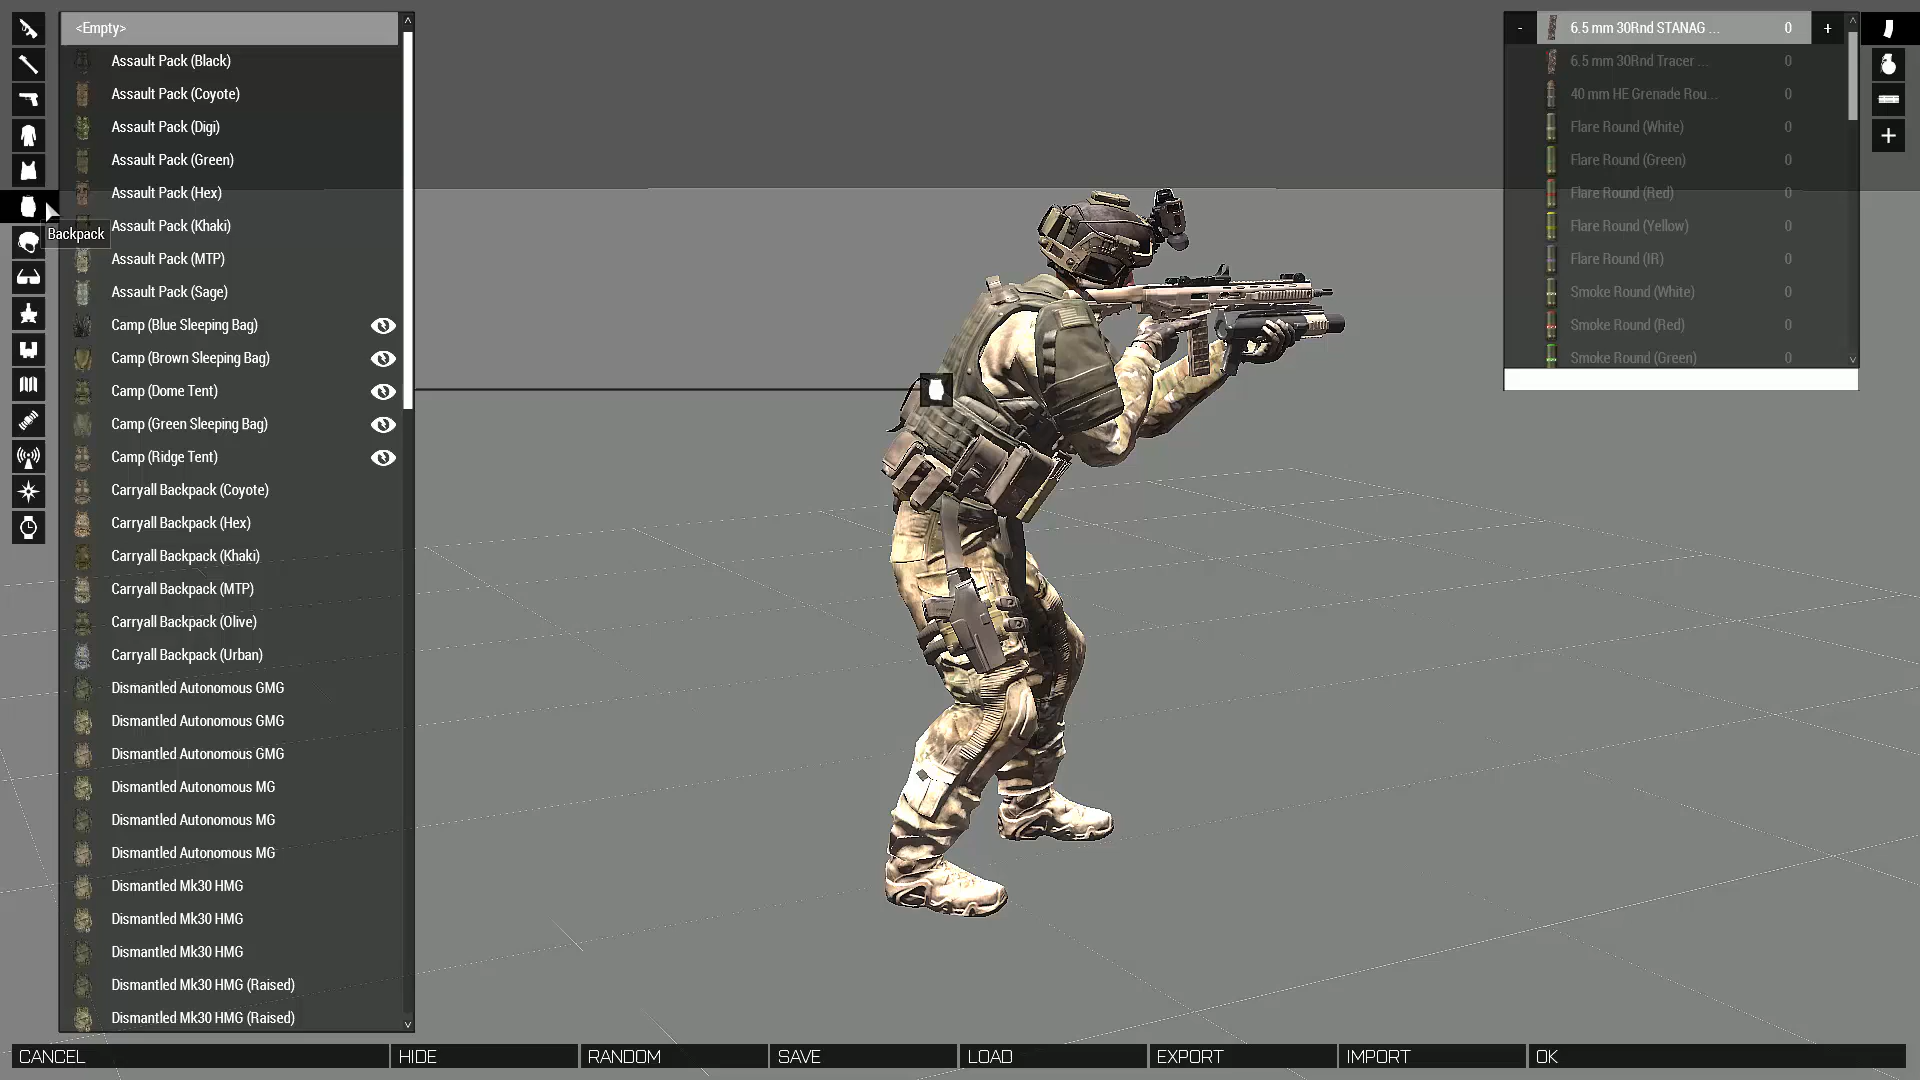 <Empty>
Assault Pack (Black)
Assault Pack (Coyote)
Assault Pack (Digi)
Assault Pack (Green)
Assault Pack (Hex)
Assault Pack (Khaki)
Backpack
Assault Pack (MTP)
Assault Pack (Sage)
Camp (Blue Sleeping Bag)
Camp (Brown Sleeping Bag)
Camp (Dome Tent)
Camp (Green Sleeping Bag)
Camp (Ridge Tent)
Carryall Backpack (Coyote)
Carryall Backpack (Hex)
Carryall Backpack (Khaki)
Carryall Backpack (MTP)
Carryall Backpack (Olive)
Carryall Backpack (Urban)
Dismantled Autonomous GMG
Dismantled Autonomous GMG
Dismantled Autonomous GMG
Dismantled Autonomous MG
Dismantled Autonomous MG
Dismantled Autonomous MG
Dismantled Mk30 HMG
Dismantled Mk30 HMG
Dismantled Mk30 HMG
Dismantled Mk30 HMG (Raised)
Dismantled Mk30 HMG (Raised)
- 6.5 mm 30Rnd STANAG ... 0 +
6.5 mm 30Rnd Tracer ... 0
40 mm HE Grenade Rou... 0
Flare Round (White) 0
Flare Round (Green) 0
Flare Round (Red) 0
Flare Round (Yellow) 0
Flare Round (IR) 0
Smoke Round (White) 0
Smoke Round (Red) 0
Smoke Round (Green) 0
CANCEL HIDE RANDOM SAVE LOAD EXPORT IMPORT OK